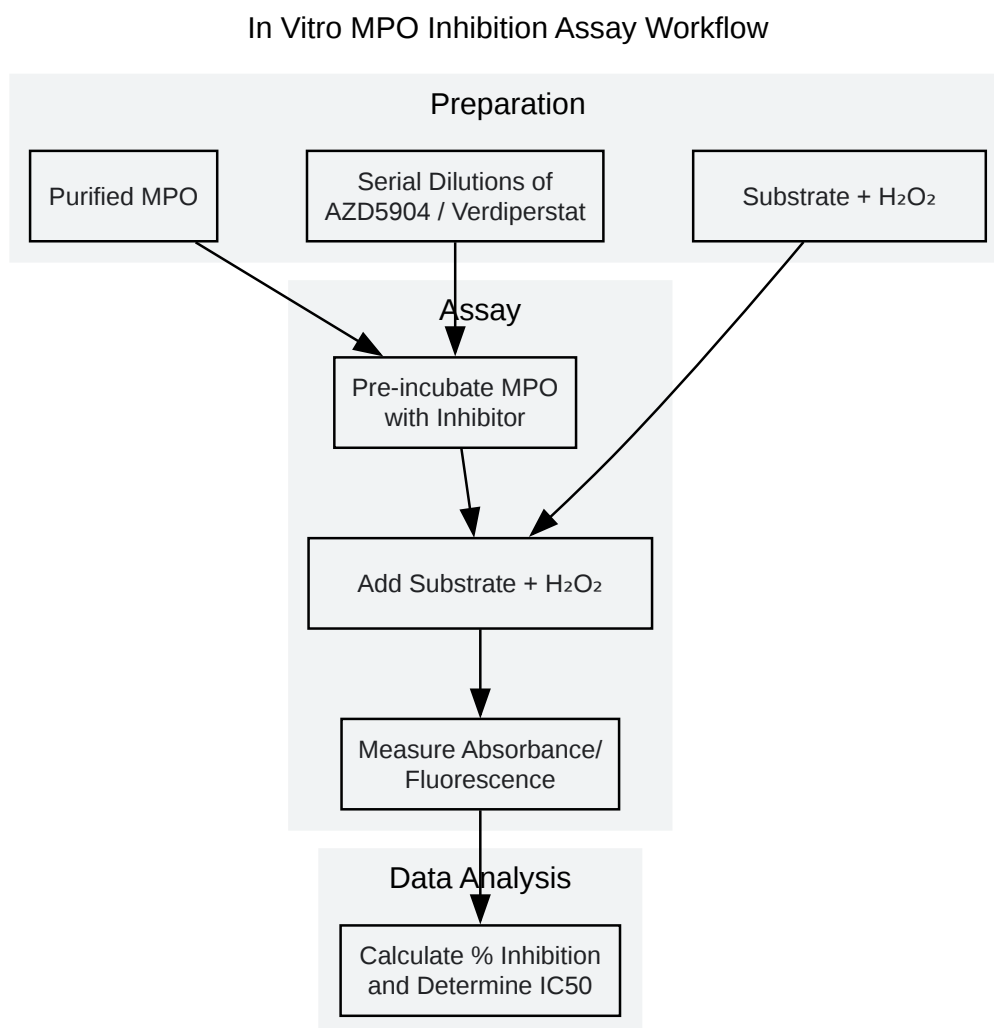 In Vitro MPO Inhibition Assay Workflow
Preparation
Purified MPO
Serial Dilutions of
AZD5904 / Verdiperstat
Substrate + H₂O₂
Assay
Pre-incubate MPO
with Inhibitor
Add Substrate + H₂O₂
Measure Absorbance/
Fluorescence
Data Analysis
Calculate % Inhibition
and Determine IC50